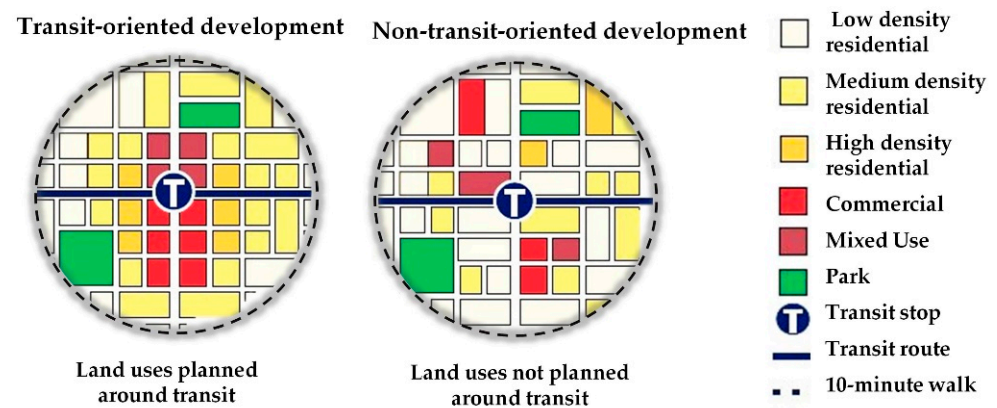 Transit-oriented development
Non-transit-oriented development
T
T
Land uses planned
around transit
Land uses not planned
around transit
Low density
residential
Medium density
residential
High density
residential
Commercial
Mixed Use
Park
T
Transit stop
Transit route
10-minute walk